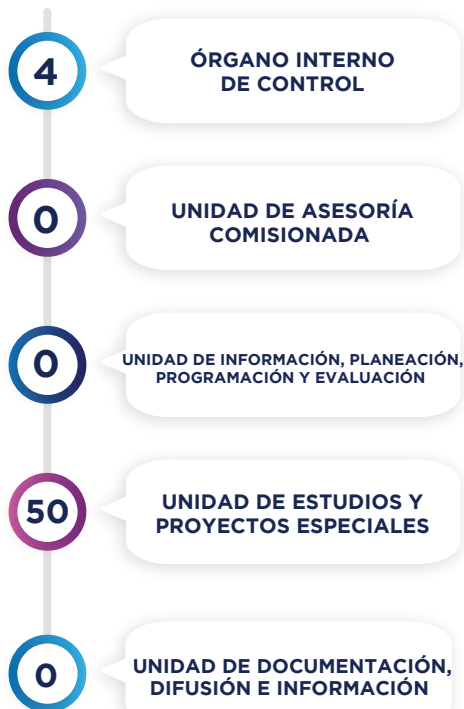 4
ÓRGANO INTERNO
DE CONTROL
0
UNIDAD DE ASESORÍA
COMISIONADA
0
UNIDAD DE INFORMACIÓN, PLANEACIÓN,
PROGRAMACIÓN Y EVALUACIÓN
50
UNIDAD DE ESTUDIOS Y
PROYECTOS ESPECIALES
0
UNIDAD DE DOCUMENTACIÓN,
DIFUSIÓN E INFORMACIÓN